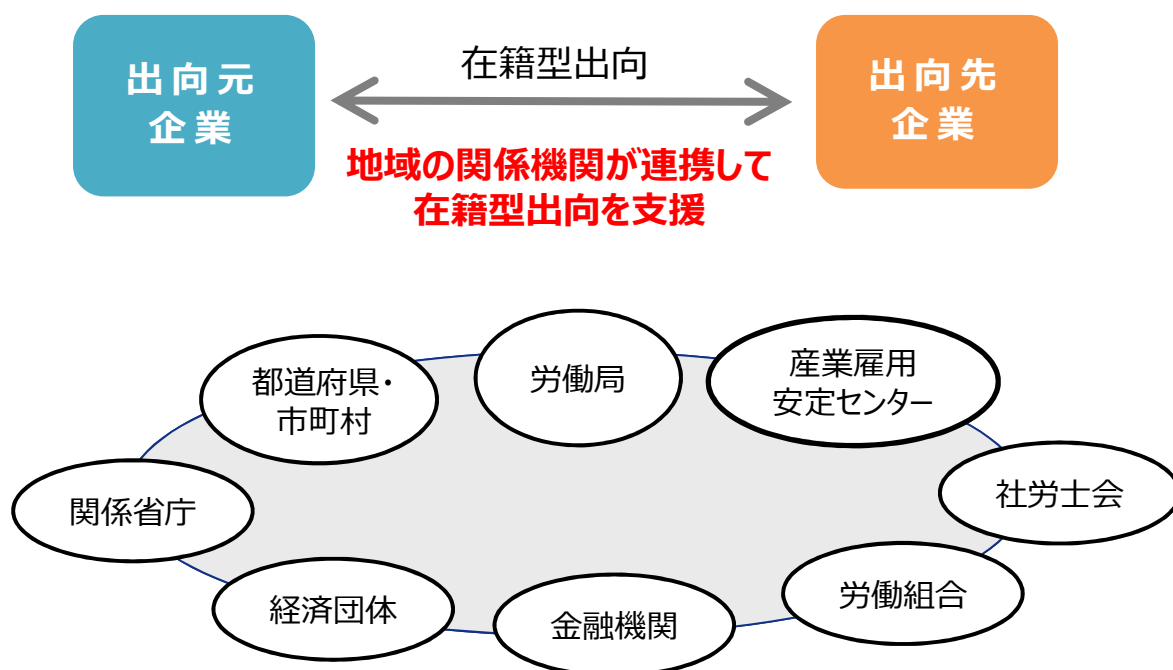 出向元
企業
在籍型出向
出向先
企業
地域の関係機関が連携して
在籍型出向を支援
都道府県・
市町村
労働局
産業雇用
安定センター
関係省庁
社労士会
経済団体
金融機関
労働組合